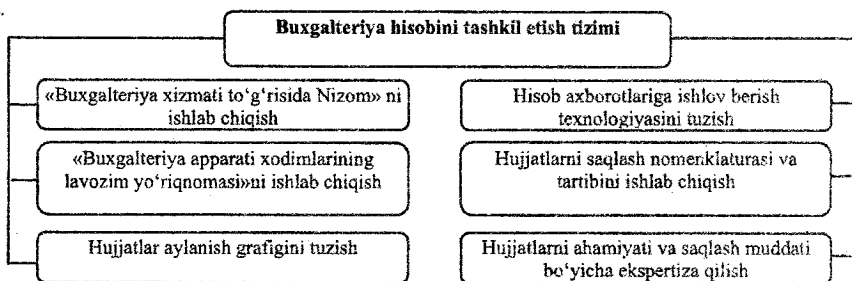 Buxgalteriya hisobini tashkil etish tizimi
«Buxgalteriya xizmati to‘g‘risida Nizom» ni
ishlab chiqish
«Buxgalteriya apparati xodimlarining
lavozim yo‘riqnomasi»ni ishlab chiqish
Hujjatlar aylanish grafigini tuzish
Hisob axborotlariga ishlov berish
texnologiyasini tuzish
Hujjatlarni saqlash nomenklaturasi va
tartibini ishlab chiqish
Hujjatlarni ahamiyati va saqlash muddati
bo‘yicha ekspertiza qilish